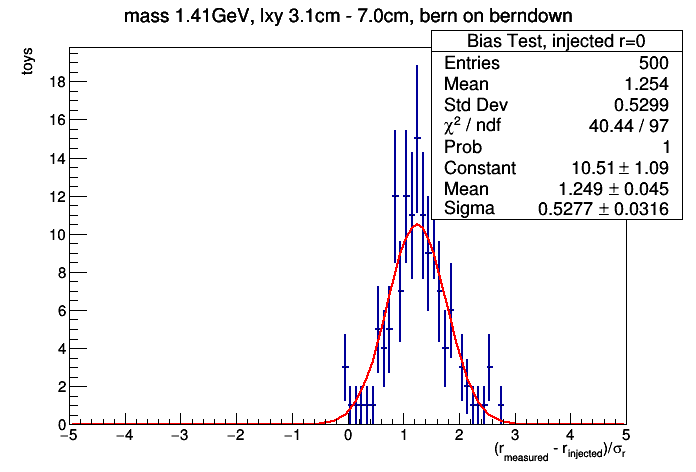 mass 1.41GeV, lxy 3.1cm - 7.0cm, bern on berndown
Bias Test, injected r=0
Entries 500
Mean 1.254
Std Dev 0.5299
χ² / ndf 40.44 / 97
Prob 1
Constant 10.51 ± 1.09
Mean 1.249 ± 0.045
Sigma 0.5277 ± 0.0316
toys
18
16
14
12
10
8
6
4
2
0
−5 −4 −3 −2 −1 0 1 2 3 4 5
(r_measured - r_injected)/σ_r